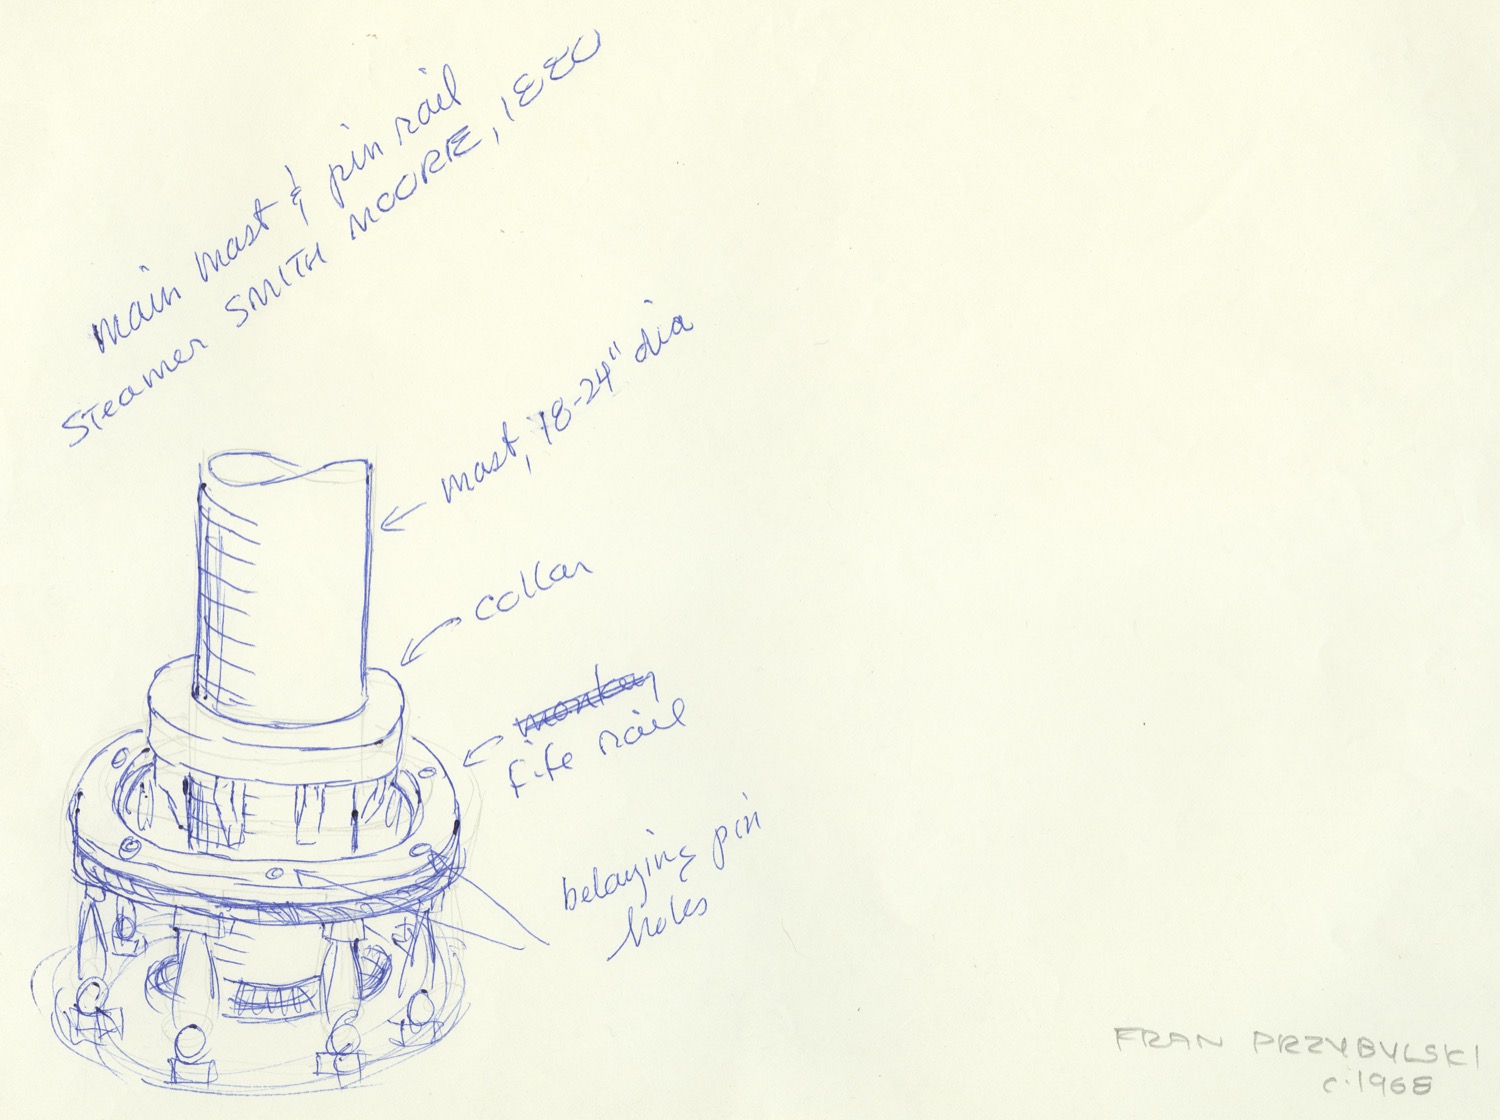 main mast & pin rail
Steamer SMITH MOORE, 1880
mast, 18-24" dia
collar
monkey
fife rail
belaying pin
holes
FRAN PRZYBYLSKI
c. 1968